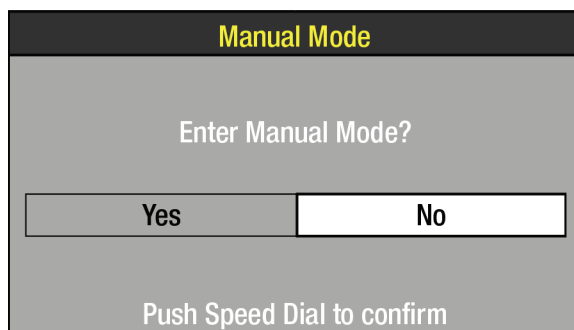 Manual Mode
Enter Manual Mode?
Yes No
Push Speed Dial to confirm